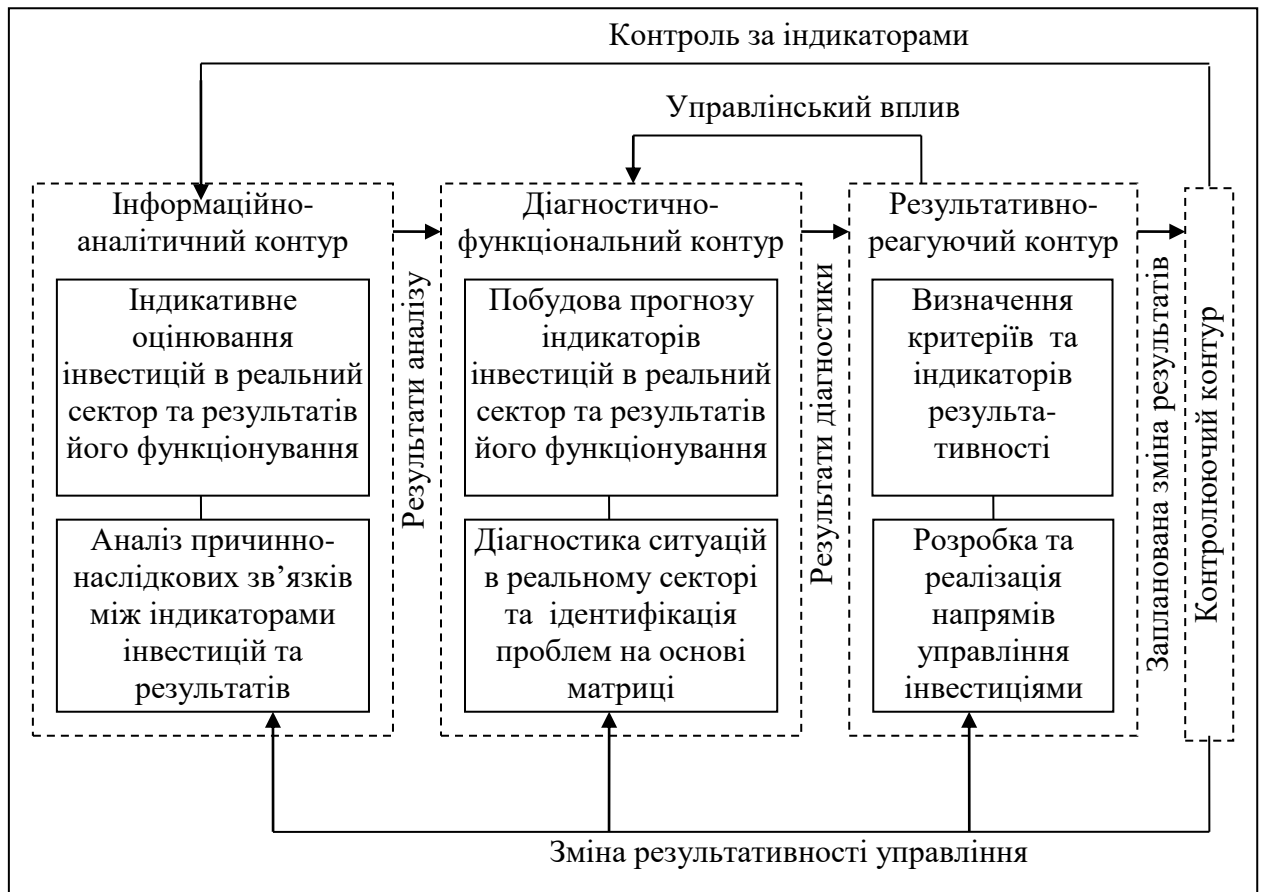 Контроль за індикаторами
Управлінський вплив
Інформаційно-
аналітичний контур
Індикативне
оцінювання
інвестицій в реальний
сектор та результатів
його функціонування
Аналіз причинно-
наслідкових зв’язків
між індикаторами
інвестицій та
результатів
Результати аналізу
Діагностично-
функціональний контур
Побудова прогнозу
індикаторів
інвестицій в реальний
сектор та результатів
його функціонування
Діагностика ситуацій
в реальному секторі
та ідентифікація
проблем на основі
матриці
Результати діагностики
Результативно-
реагуючий контур
Визначення
критеріїв та
індикаторів
результа-
тивності
Розробка та
реалізація
напрямів
управління
інвестиціями
Запланована зміна результатів
Контролюючий контур
Зміна результативності управління